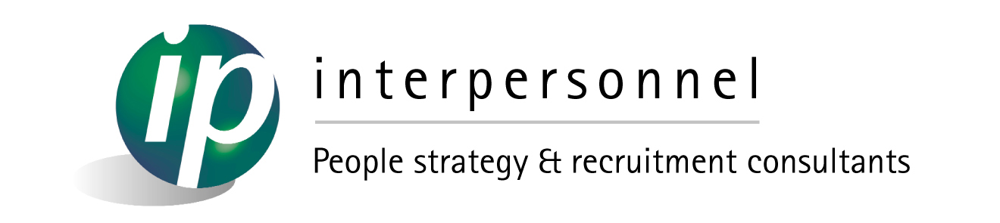 ip
interpersonnel
People strategy & recruitment consultants